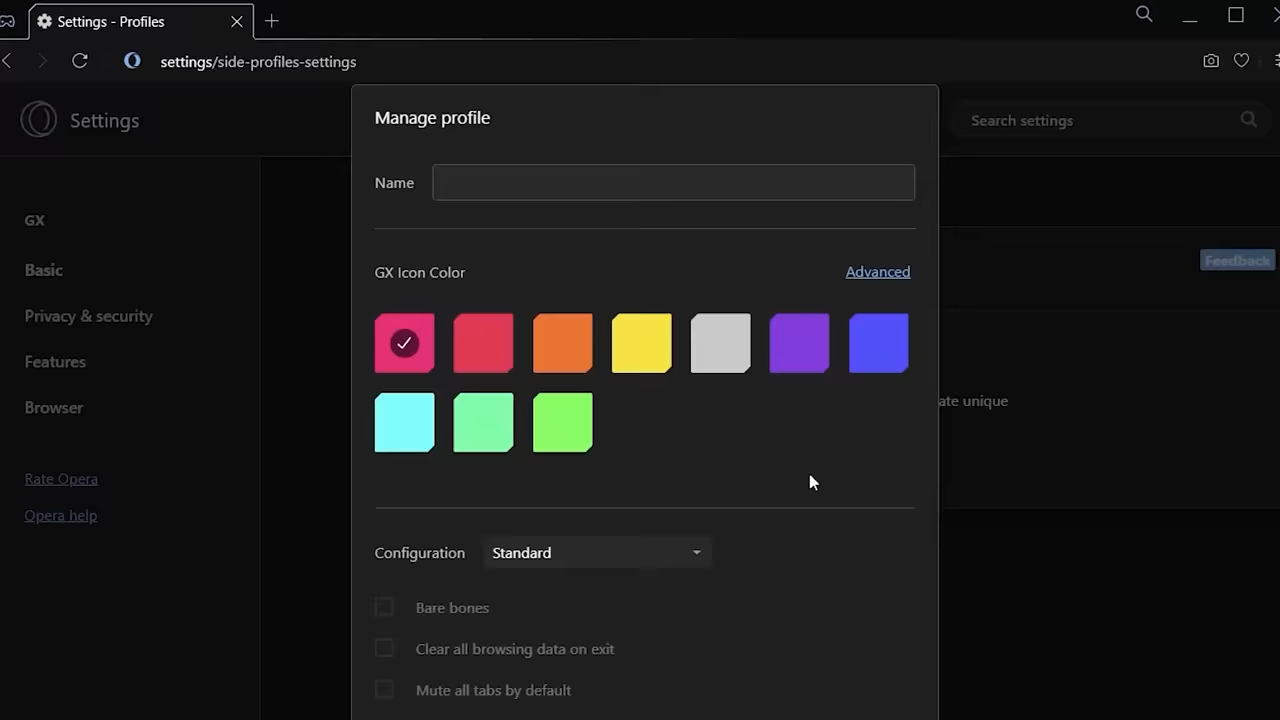 Settings - Profiles
settings/side-profiles-settings
Settings
Search settings
Manage profile
Name
GX
Basic
Privacy & security
Features
Browser
Rate Opera
Opera help
GX Icon Color
Advanced
Feedback
ate unique
Configuration
Standard
Bare bones
Clear all browsing data on exit
Mute all tabs by default